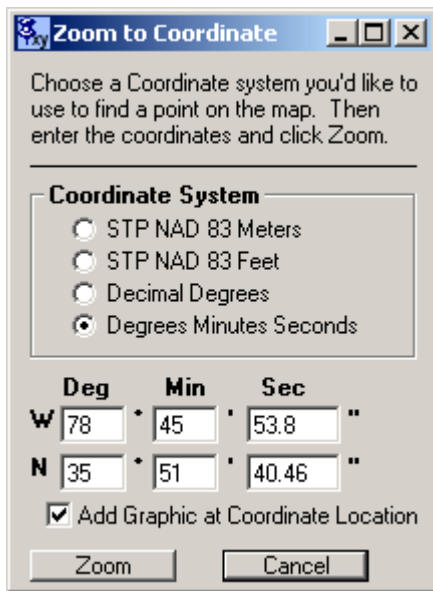 Zoom to Coordinate
Choose a Coordinate system you'd like to
use to find a point on the map. Then
enter the coordinates and click Zoom.
Coordinate System
STP NAD 83 Meters
STP NAD 83 Feet
Decimal Degrees
Degrees Minutes Seconds
Deg Min Sec
W 78 ° 45 ' 53.8 "
N 35 ° 51 ' 40.46 "
Add Graphic at Coordinate Location
Zoom Cancel